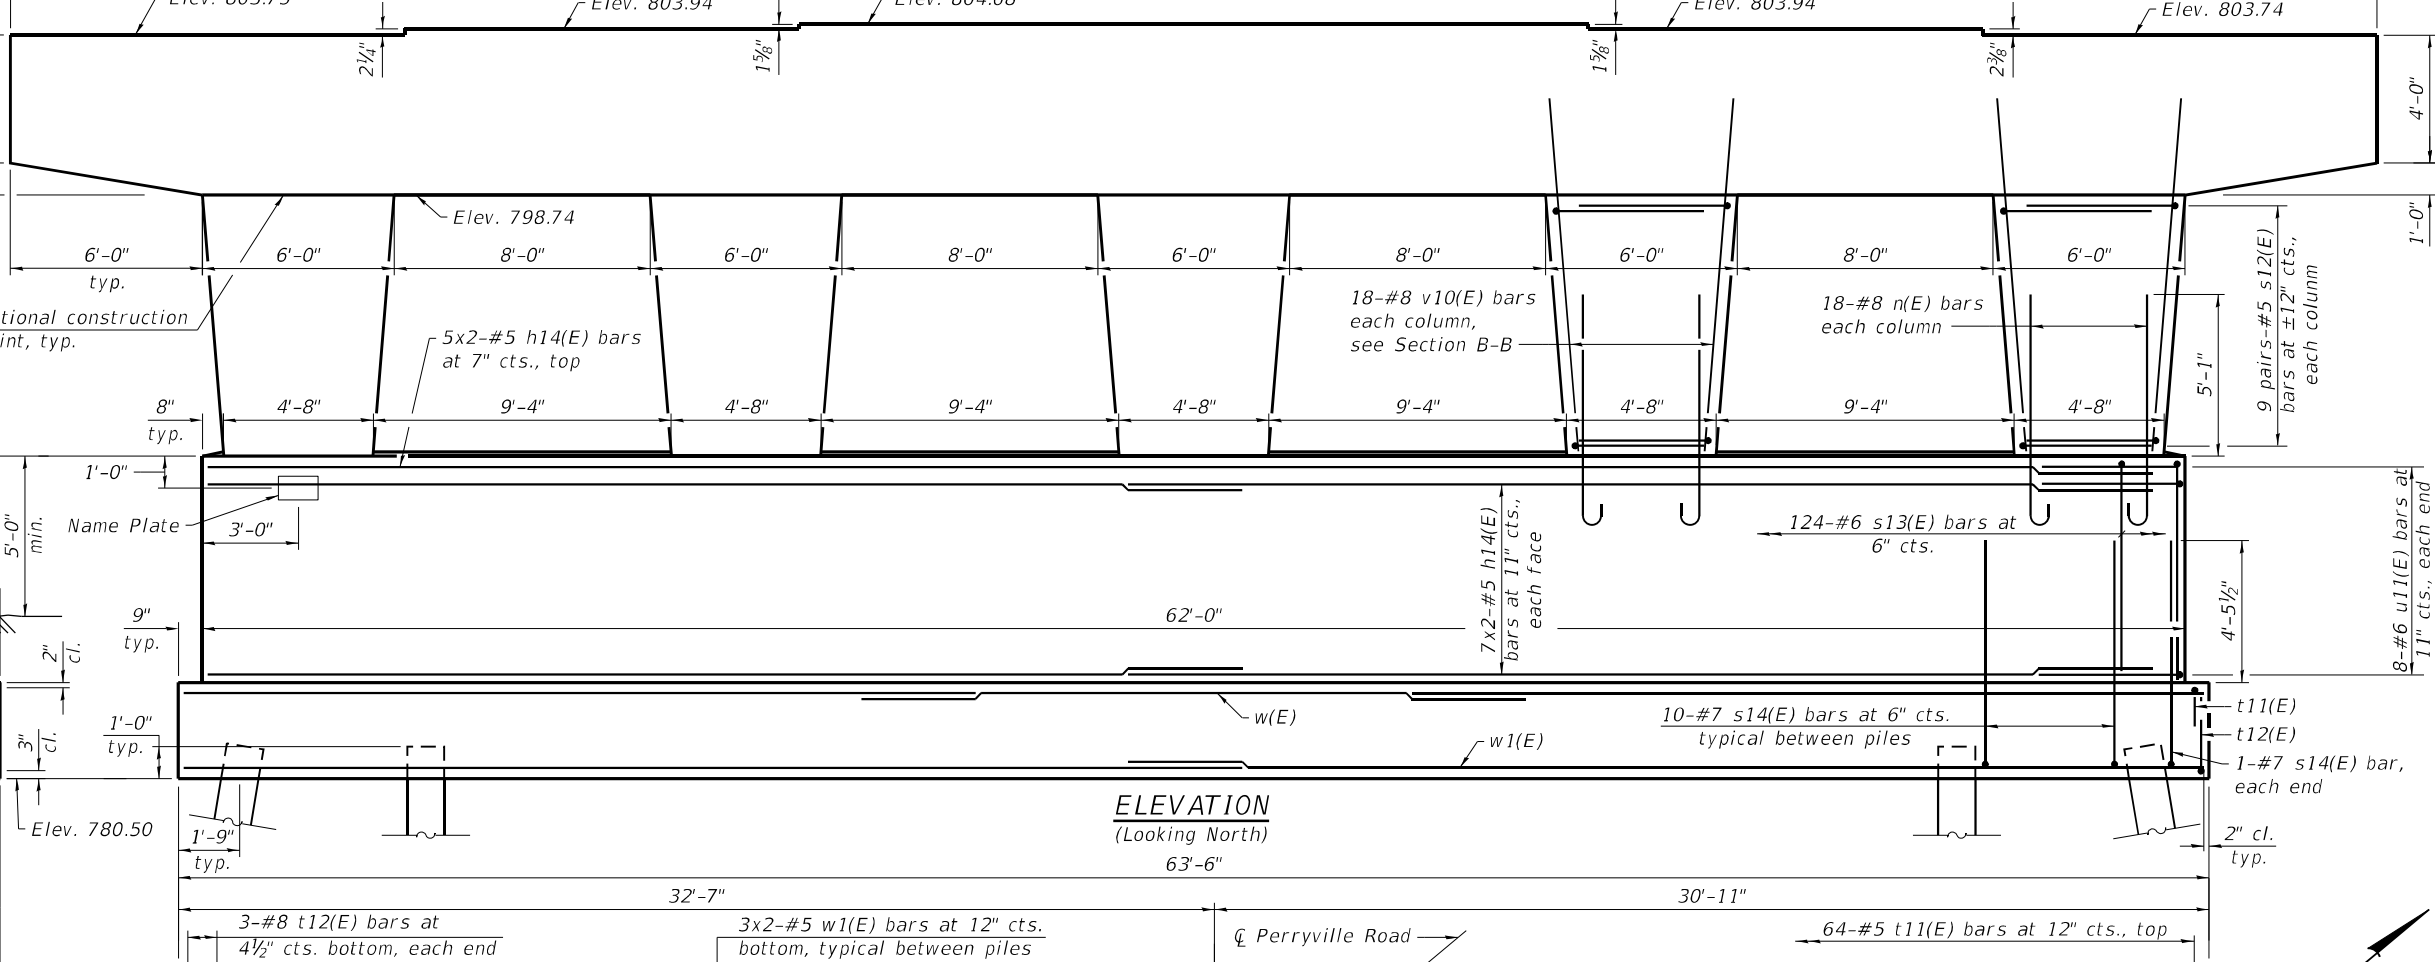 Elev. 803.94
Elev. 803.94
Elev. 803.74
2¼"
1⅝"
1⅝"
2⅜"
4'-0"
1'-0"
Elev. 798.74
6'-0"
typ.
6'-0"
8'-0"
6'-0"
8'-0"
6'-0"
8'-0"
6'-0"
8'-0"
6'-0"
tional construction
int, typ.
5x2-#5 h14(E) bars
at 7" cts., top
18-#8 v10(E) bars
each column,
see Section B-B
18-#8 n(E) bars
each column
5'-1"
9 pairs-#5 s12(E)
bars at ±12" cts.,
each column
8"
typ.
4'-8"
9'-4"
4'-8"
9'-4"
4'-8"
9'-4"
4'-8"
9'-4"
4'-8"
1'-0"
Name Plate
3'-0"
5'-0"
min.
7x2-#5 h14(E)
bars at 11" cts.,
each face
124-#6 s13(E) bars at
6" cts.
4'-5½"
8-#6 u11(E) bars at
11" cts., each end
9"
typ.
62'-0"
2"
cl.
3"
cl.
1'-0"
typ.
w(E)
w1(E)
10-#7 s14(E) bars at 6" cts.
typical between piles
t11(E)
t12(E)
1-#7 s14(E) bar,
each end
Elev. 780.50
1'-9"
typ.
ELEVATION
(Looking North)
2" cl.
typ.
63'-6"
32'-7"
30'-11"
3-#8 t12(E) bars at
4½" cts. bottom, each end
3x2-#5 w1(E) bars at 12" cts.
bottom, typical between piles
℄ Perryville Road
64-#5 t11(E) bars at 12" cts., top